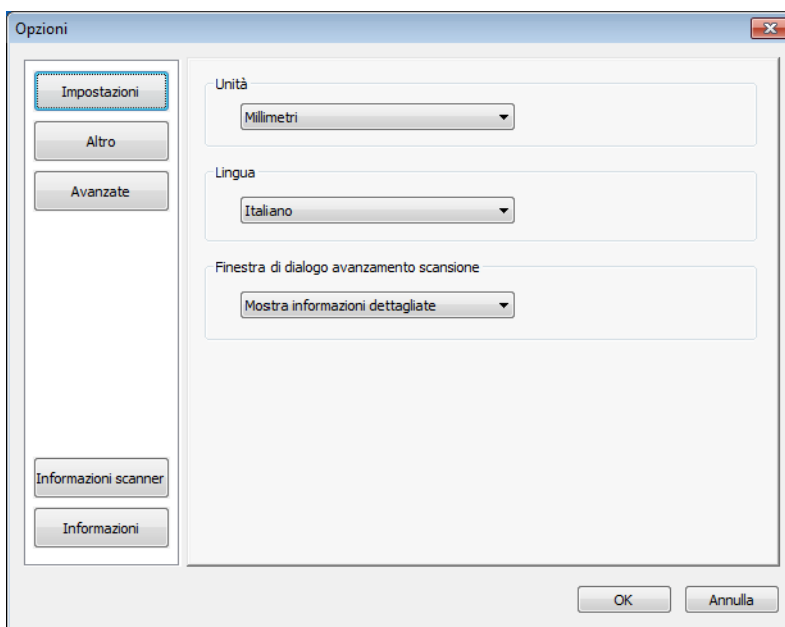 Opzioni
Impostazioni
Altro
Avanzate
Informazioni scanner
Informazioni
Unità
Millimetri
Lingua
Italiano
Finestra di dialogo avanzamento scansione
Mostra informazioni dettagliate
OK
Annulla